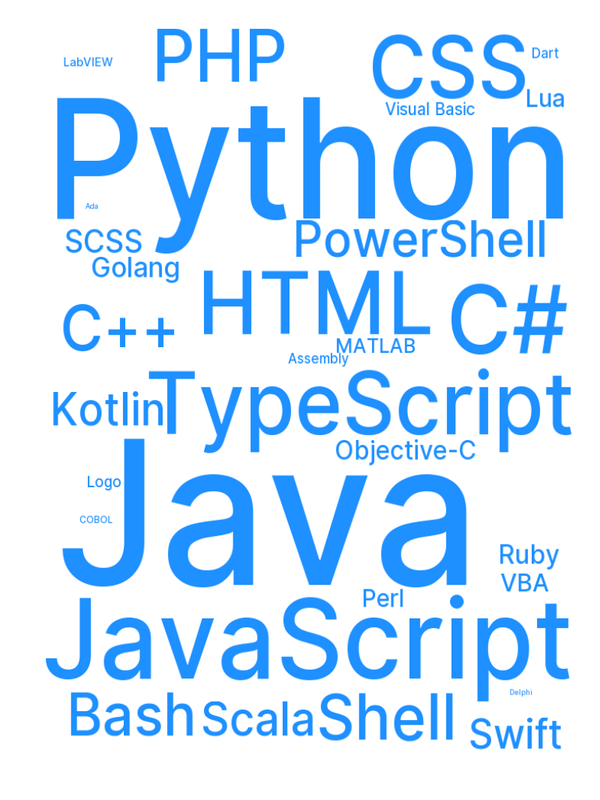 PHP
CSS
LabVIEW
Dart
Lua
Visual Basic
Python
Ada
SCSS
PowerShell
Golang
HTML
C#
C++
MATLAB
Assembly
TypeScript
Kotlin
Objective-C
Java
Logo
COBOL
Ruby
VBA
Perl
JavaScript
Delphi
Bash
Scala
Shell
Swift